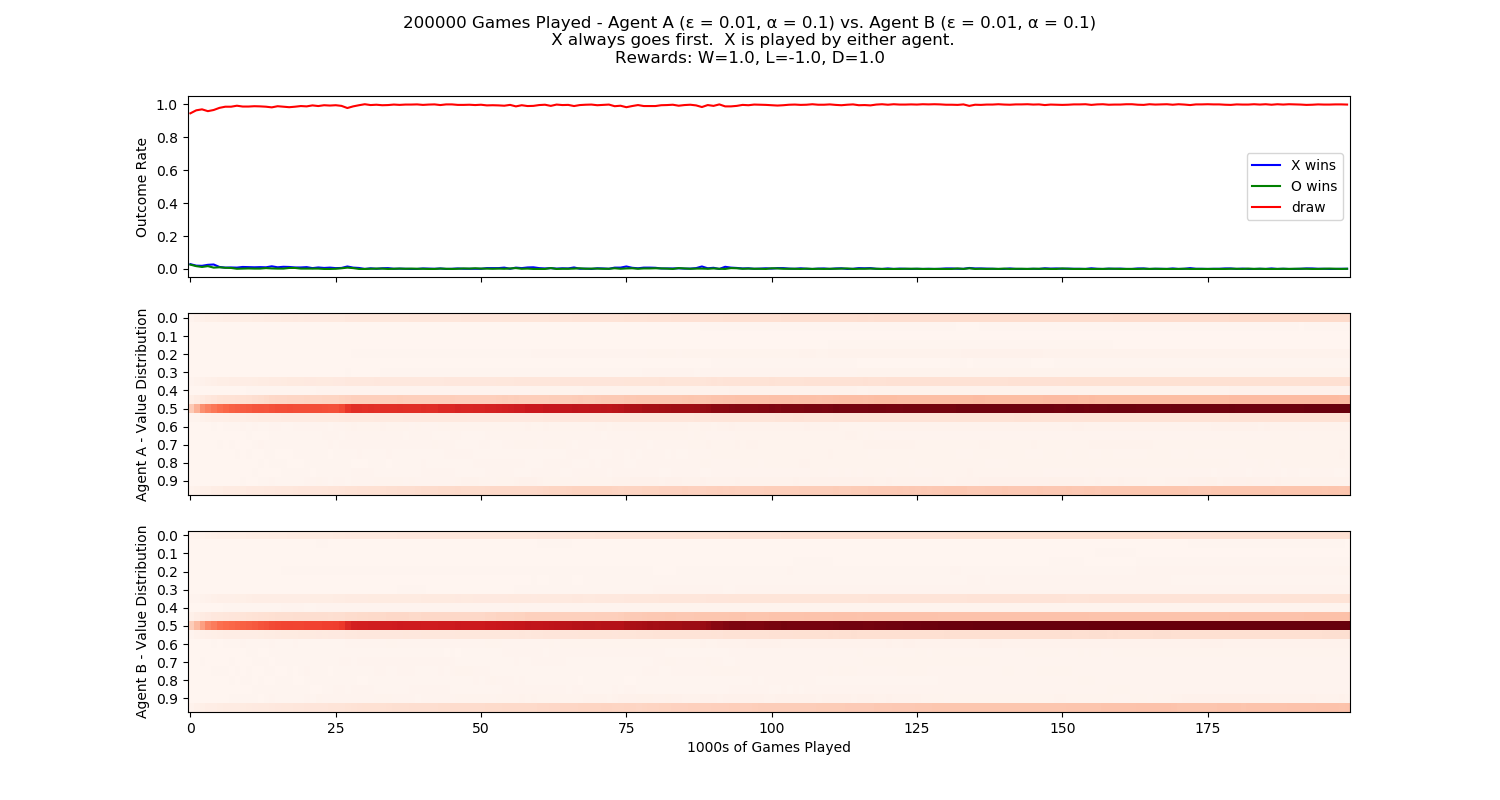 200000 Games Played - Agent A (ε = 0.01, α = 0.1) vs. Agent B (ε = 0.01, α = 0.1)
X always goes first.  X is played by either agent.
Rewards: W=1.0, L=-1.0, D=1.0
Outcome Rate
1.0
0.8
0.6
0.4
0.2
0.0
X wins
O wins
draw
Agent A - Value Distribution
0.0
0.1
0.2
0.3
0.4
0.5
0.6
0.7
0.8
0.9
Agent B - Value Distribution
0.0
0.1
0.2
0.3
0.4
0.5
0.6
0.7
0.8
0.9
0 25 50 75 100 125 150 175
1000s of Games Played